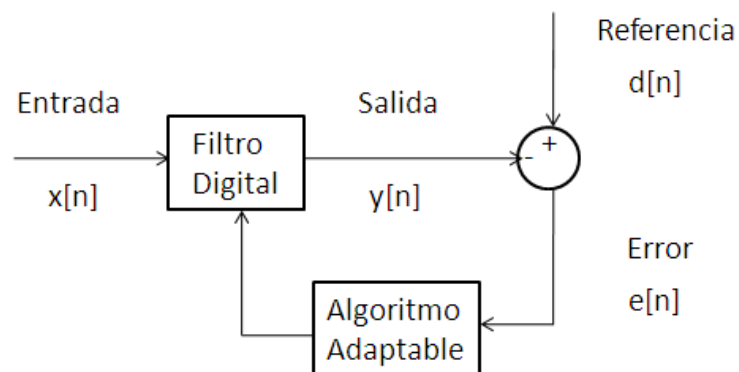 Referencia
d[n]
Entrada
Salida
Filtro
Digital
+
-
x[n]
y[n]
Error
e[n]
Algoritmo
Adaptable